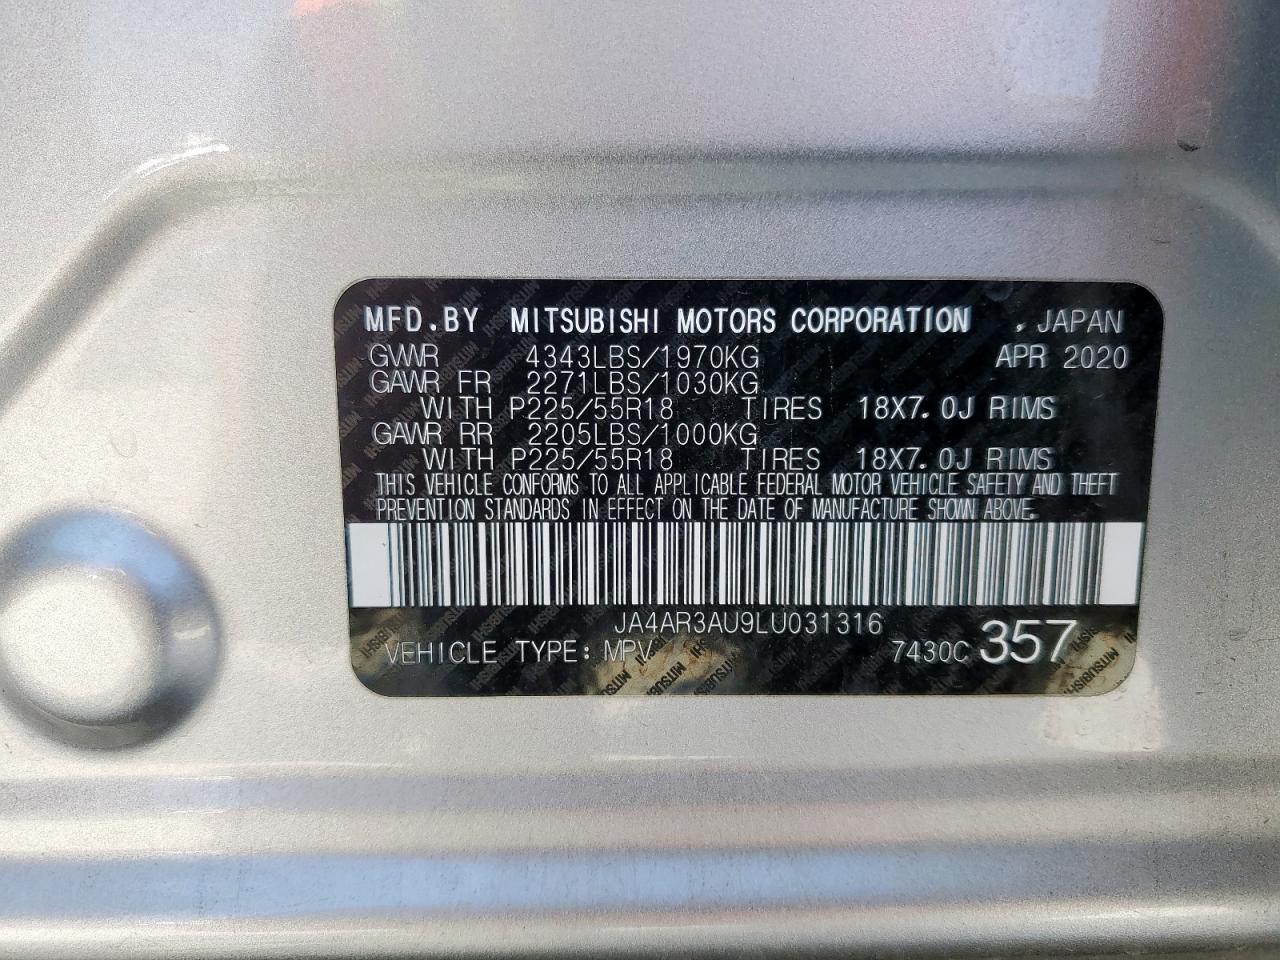 MFD.BY MITSUBISHI MOTORS CORPORATION , JAPAN
GVWR 4343LBS/1970KG APR 2020
GAWR FR 2271LBS/1030KG
WITH P225/55R18 TIRES 18X7.0J RIMS
GAWR RR 2205LBS/1000KG
WITH P225/55R18 TIRES 18X7.0J RIMS
THIS VEHICLE CONFORMS TO ALL APPLICABLE FEDERAL MOTOR VEHICLE SAFETY AND THEFT
PREVENTION STANDARDS IN EFFECT ON THE DATE OF MANUFACTURE SHOWN ABOVE.
JA4AR3AU9LU031316
VEHICLE TYPE: MPV 7430C 357